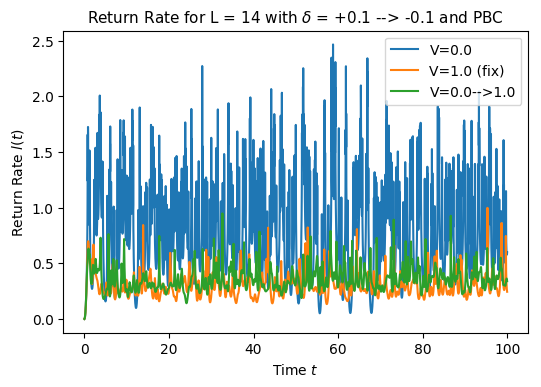 Return Rate for L = 14 with δ = +0.1 --> -0.1 and PBC
V=0.0
V=1.0 (fix)
V=0.0-->1.0
Return Rate l(t)
2.5
2.0
1.5
1.0
0.5
0.0
0 20 40 60 80 100
Time t